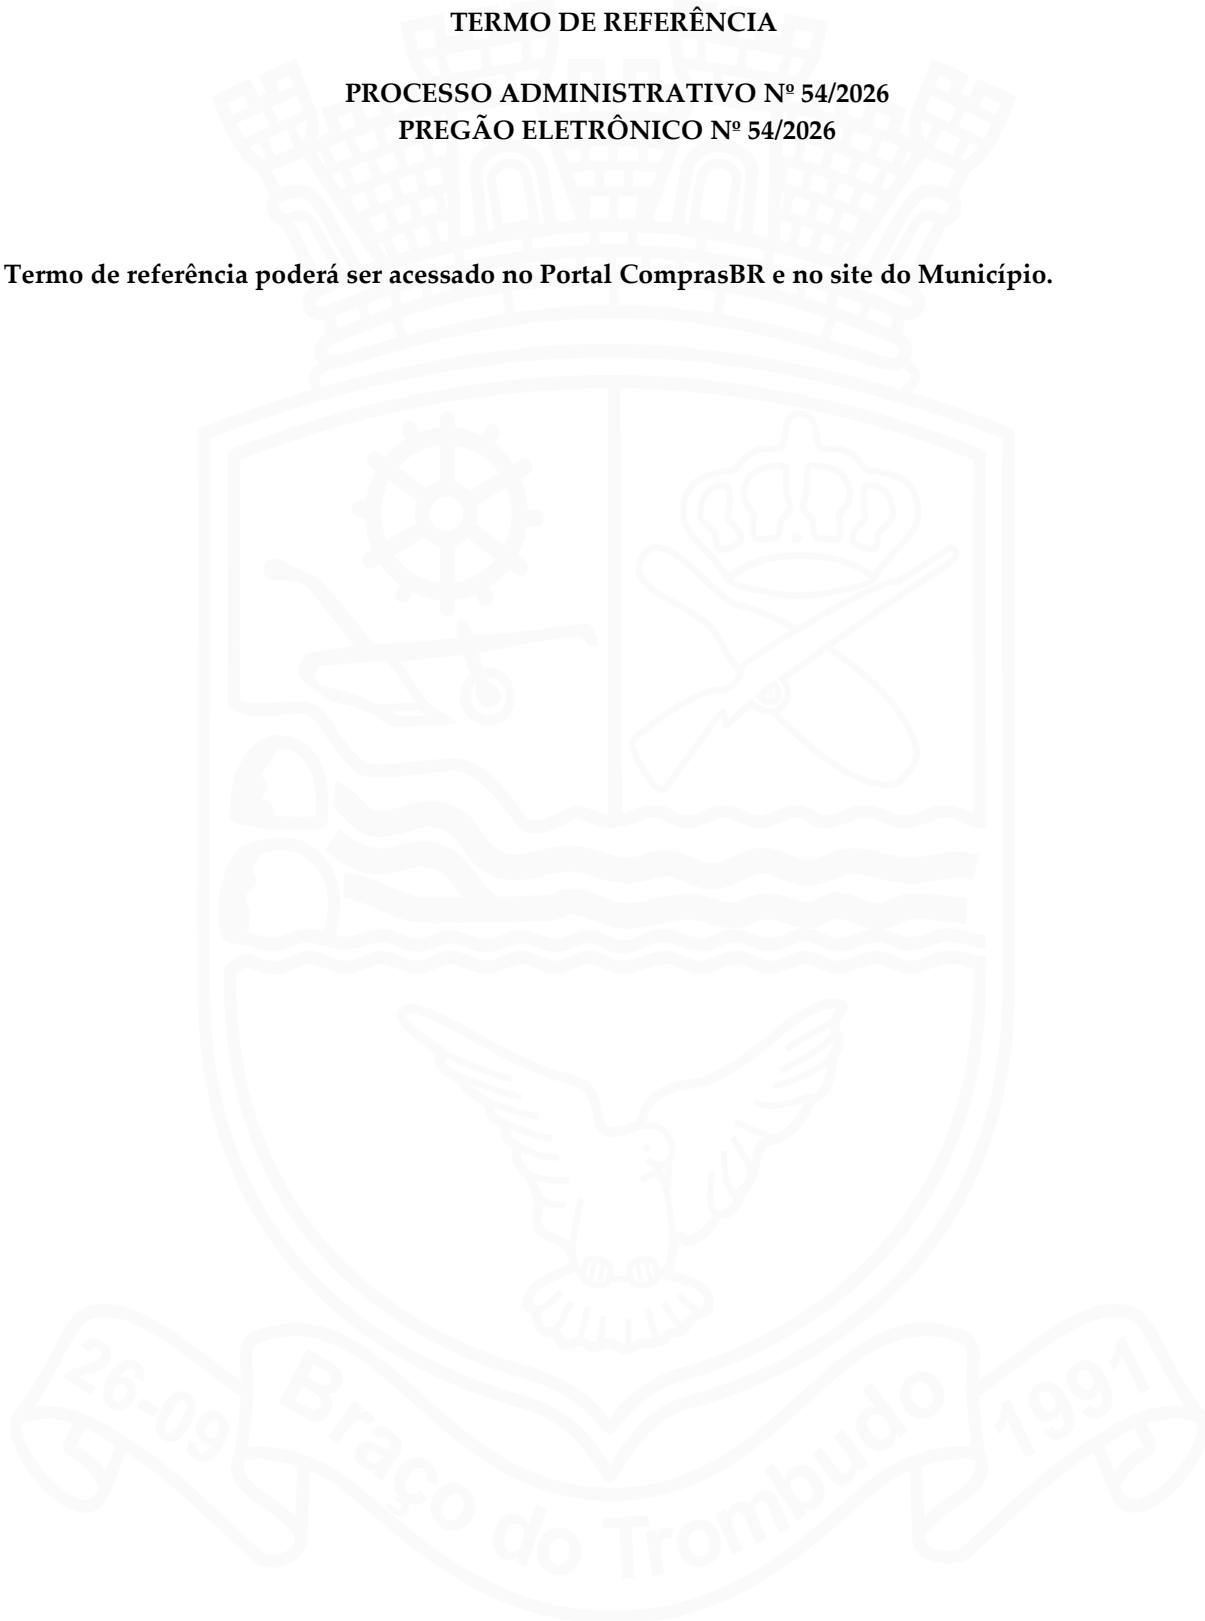 TERMO DE REFERÊNCIA
PROCESSO ADMINISTRATIVO Nº 54/2026
PREGÃO ELETRÔNICO Nº 54/2026
Termo de referência poderá ser acessado no Portal ComprasBR e no site do Município.
26-09 Braço do Trombudo 1991